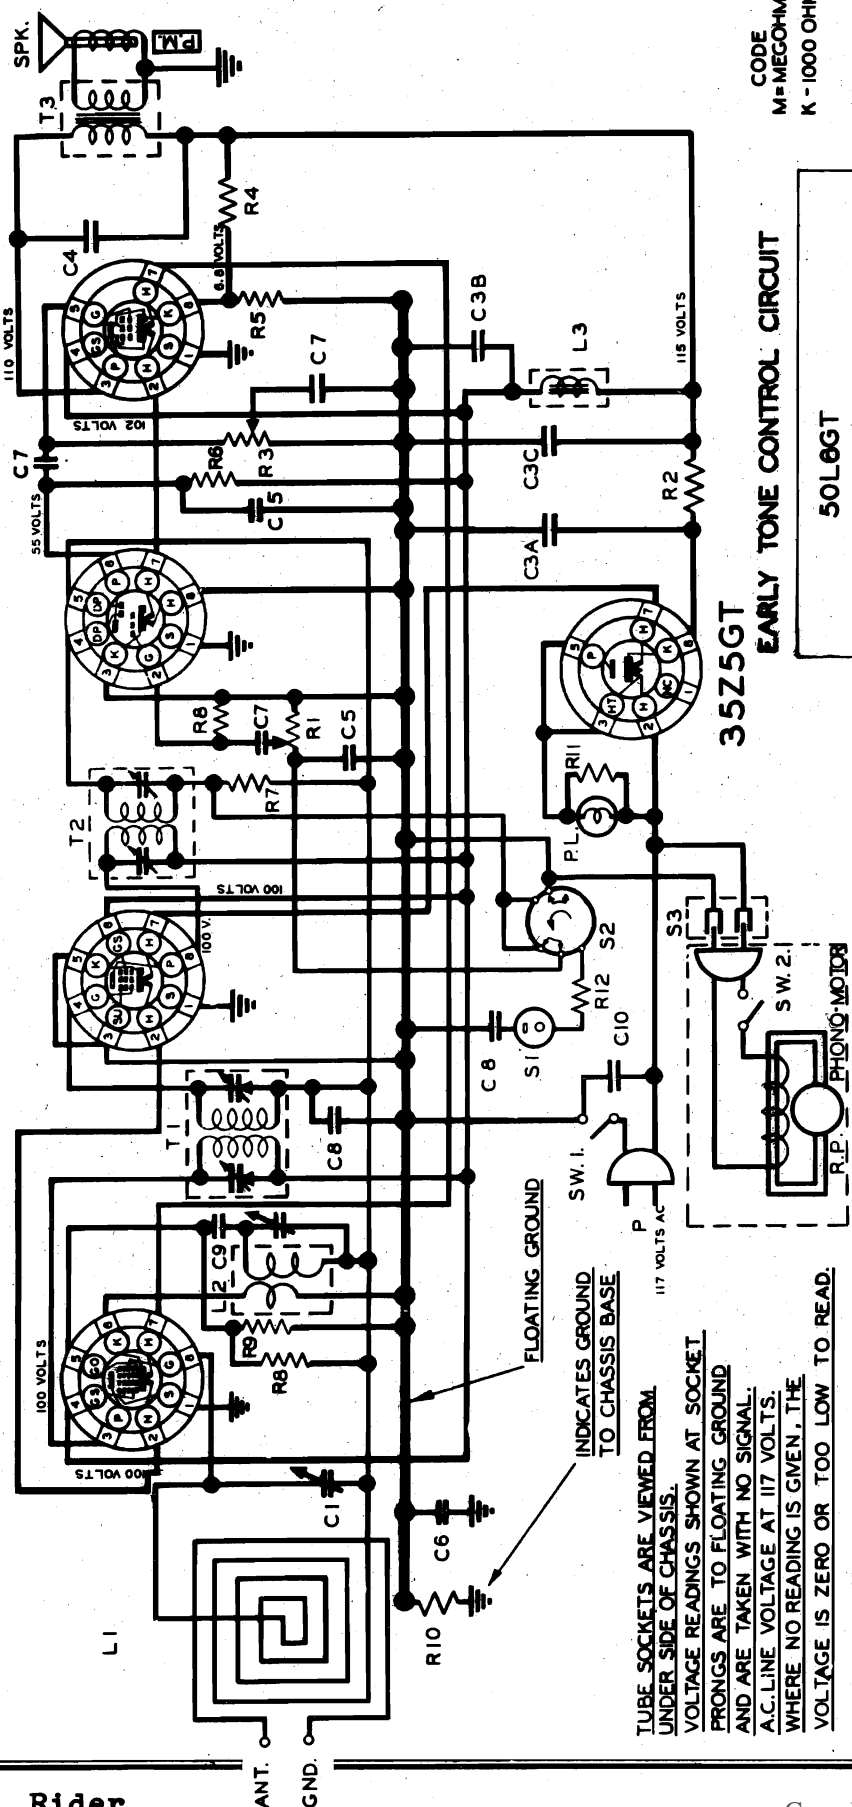 Rider
ANT.
GND.
L1
SPK.
P.M.
T3
C4
110 VOLTS
6.8 VOLTS
R4
R5
C7
C7
102 VOLTS
R6
R3
55 VOLTS
C5
C3B
L3
115 VOLTS
C3C
R2
C3A
R8
C7
R1
C5
T2
R7
100 VOLTS
100 V.
T1
C8
C9
L2
R9
R8
100 VOLTS
100 VOLTS
C1
C6
R10
S2
R12
S1
C8
C10
SW.1.
P
117 VOLTS AC
P.L.
R11
S3
SW.2.
PHONO-MOTOR
R.P.
35Z5GT
EARLY TONE CONTROL CIRCUIT
50L6GT
CODE
M=MEGOHM
K-1000 OH
FLOATING GROUND
INDICATES GROUND
TO CHASSIS BASE
TUBE SOCKETS ARE VIEWED FROM
UNDER SIDE OF CHASSIS.
VOLTAGE READINGS SHOWN AT SOCKET
PRONGS ARE TO FLOATING GROUND
AND ARE TAKEN WITH NO SIGNAL.
A.C. LINE VOLTAGE AT 117 VOLTS.
WHERE NO READING IS GIVEN, THE
VOLTAGE IS ZERO OR TOO LOW TO READ.